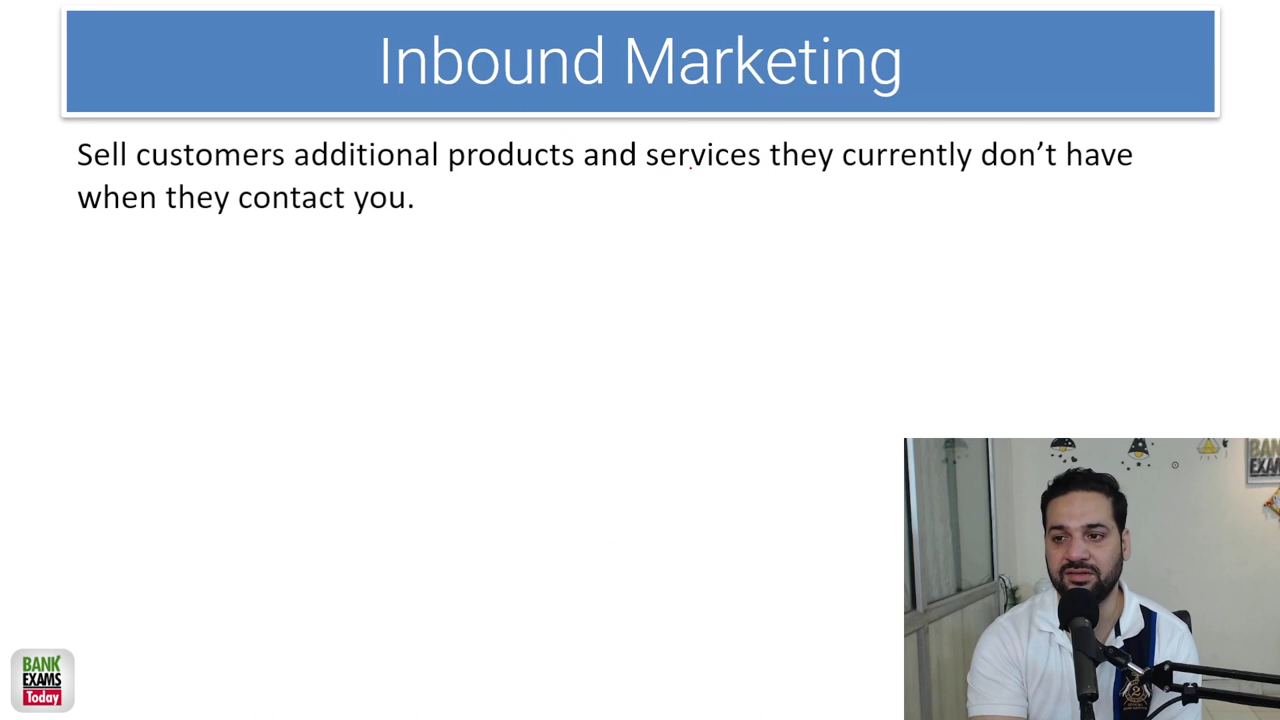 Inbound Marketing
Sell customers additional products and services they currently don’t have
when they contact you.
BANK
EXAMS
Today
BANK